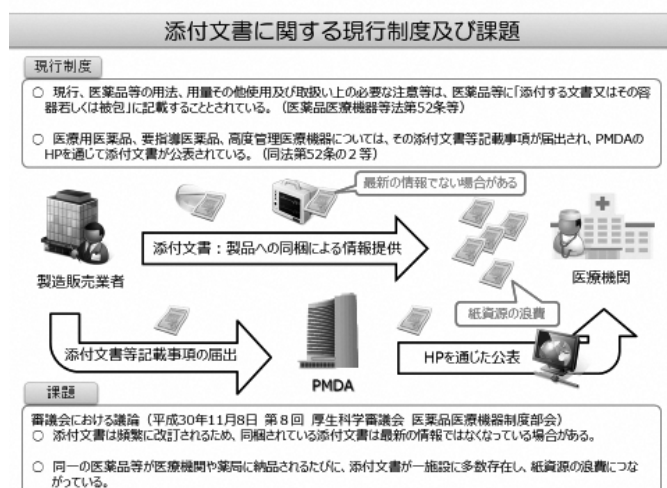 添付文書に関する現行制度及び課題
現行制度
○ 現行、医薬品等の用法、用量その他使用及び取扱い上の必要な注意等は、医薬品等に「添付する文書又はその容
器若しくは被包」に記載することとされている。（医薬品医療機器等法第52条等）
○ 医療用医薬品、要指導医薬品、高度管理医療機器については、その添付文書等記載事項が届出され、PMDAの
HPを通じて添付文書が公表されている。（同法第52条の２等）
最新の情報でない場合がある
添付文書：製品への同梱による情報提供
製造販売業者
医療機関
紙資源の浪費
添付文書等記載事項の届出
HPを通じた公表
PMDA
課題
審議会における議論（平成30年11月8日 第８回 厚生科学審議会 医薬品医療機器制度部会）
○ 添付文書は頻繁に改訂されるため、同梱されている添付文書は最新の情報ではなくなっている場合がある。
○ 同一の医薬品等が医療機関や薬局に納品されるたびに、添付文書が一施設に多数存在し、紙資源の浪費につな
がっている。